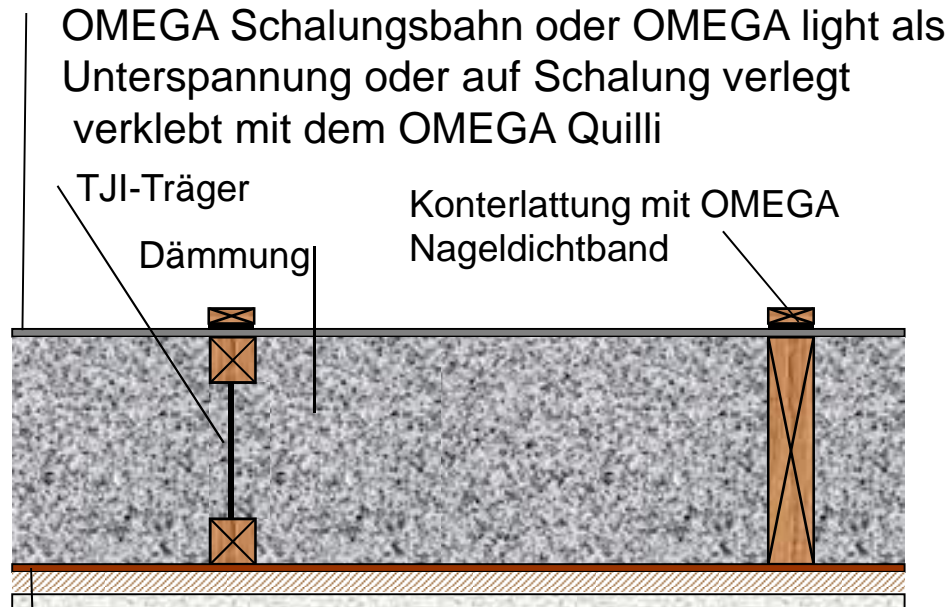 OMEGA Schalungsbahn oder OMEGA light als
Unterspannung oder auf Schalung verlegt
verklebt mit dem OMEGA Quilli
TJI-Träger
Konterlattung mit OMEGA
Nageldichtband
Dämmung